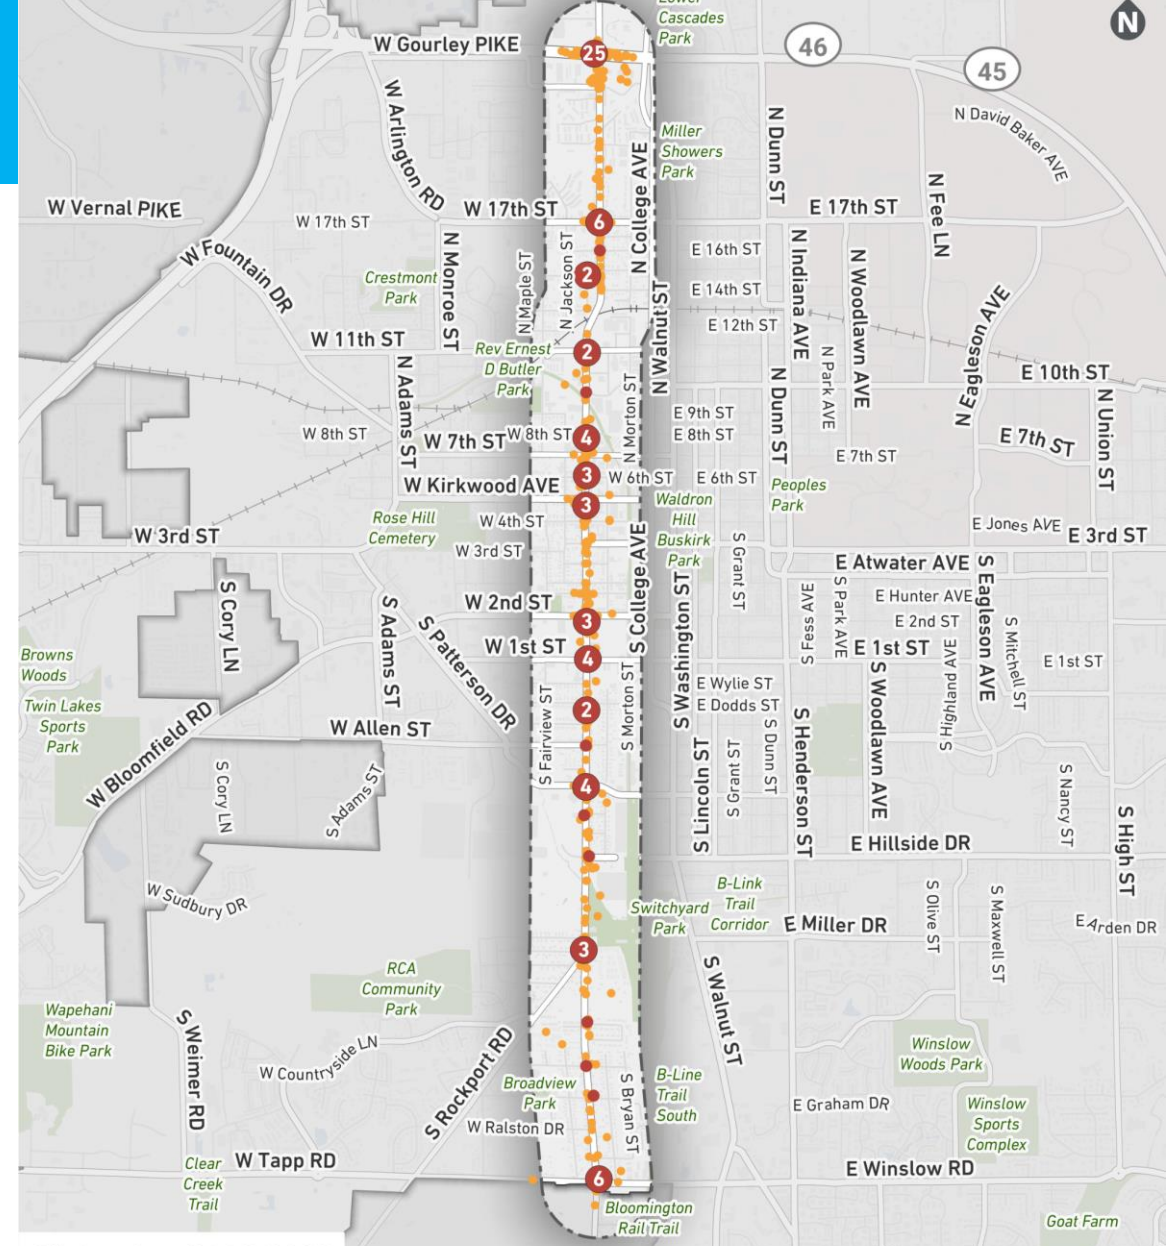 Lower
Cascades
Park
N
W Gourley PIKE
25
46
45
N David Baker AVE
W Arlington RD
N Dunn ST
Miller
Showers
Park
N College AVE
N Fee LN
W Vernal PIKE
W 17th ST
W 17th ST
6
E 17th ST
W Fountain DR
N Monroe ST
N Maple ST
N Jackson ST
E 16th ST
N Indiana AVE
N Woodlawn AVE
Crestmont
Park
2
E 14th ST
N Walnut ST
N Eagleson AVE
E 12th ST
W 11th ST
Rev Ernest
D Butler
Park
2
N Park AVE
N Adams ST
N Morton ST
N Dunn ST
E 10th ST
N Union ST
E 9th ST
W 8th ST
W 7th ST
W 8th ST
4
E 8th ST
E 7th ST
E 7th ST
3
W 6th ST
E 6th ST
W Kirkwood AVE
3
Waldron
Hill
Buskirk
Park
Peoples
Park
Rose Hill
Cemetery
W 4th ST
E Jones AVE
W 3rd ST
W 3rd ST
E 3rd ST
S College AVE
S Grant ST
E Atwater AVE
S Cory LN
S Adams ST
S Patterson DR
W 2nd ST
3
S Washington ST
S Fess AVE
S Park AVE
E Hunter AVE
S Eagleson AVE
E 2nd ST
S Mitchell ST
W 1st ST
4
E 1st ST
E 1st ST
Browns
Woods
Twin Lakes
Sports
Park
S Fairview ST
S Morton ST
E Wylie ST
E Dodds ST
S Woodlawn AVE
S Highland AVE
2
W Bloomfield RD
W Allen ST
S Dunn ST
S Henderson ST
S Cory LN
S Adams ST
4
S Lincoln ST
S Grant ST
S Nancy ST
S High ST
E Hillside DR
W Sudbury DR
B-Link
Trail
Corridor
Switchyard
Park
S Olive ST
S Maxwell ST
E Miller DR
E Arden DR
3
RCA
Community
Park
S Walnut ST
Wapehani
Mountain
Bike Park
S Weimer RD
W Countryside LN
S Rockport RD
Winslow
Woods Park
Broadview
Park
S Bryan ST
B-Line
Trail
South
E Graham DR
Winslow
Sports
Complex
W Ralston DR
Clear
Creek
Trail
W Tapp RD
6
E Winslow RD
Bloomington
Rail Trail
Goat Farm